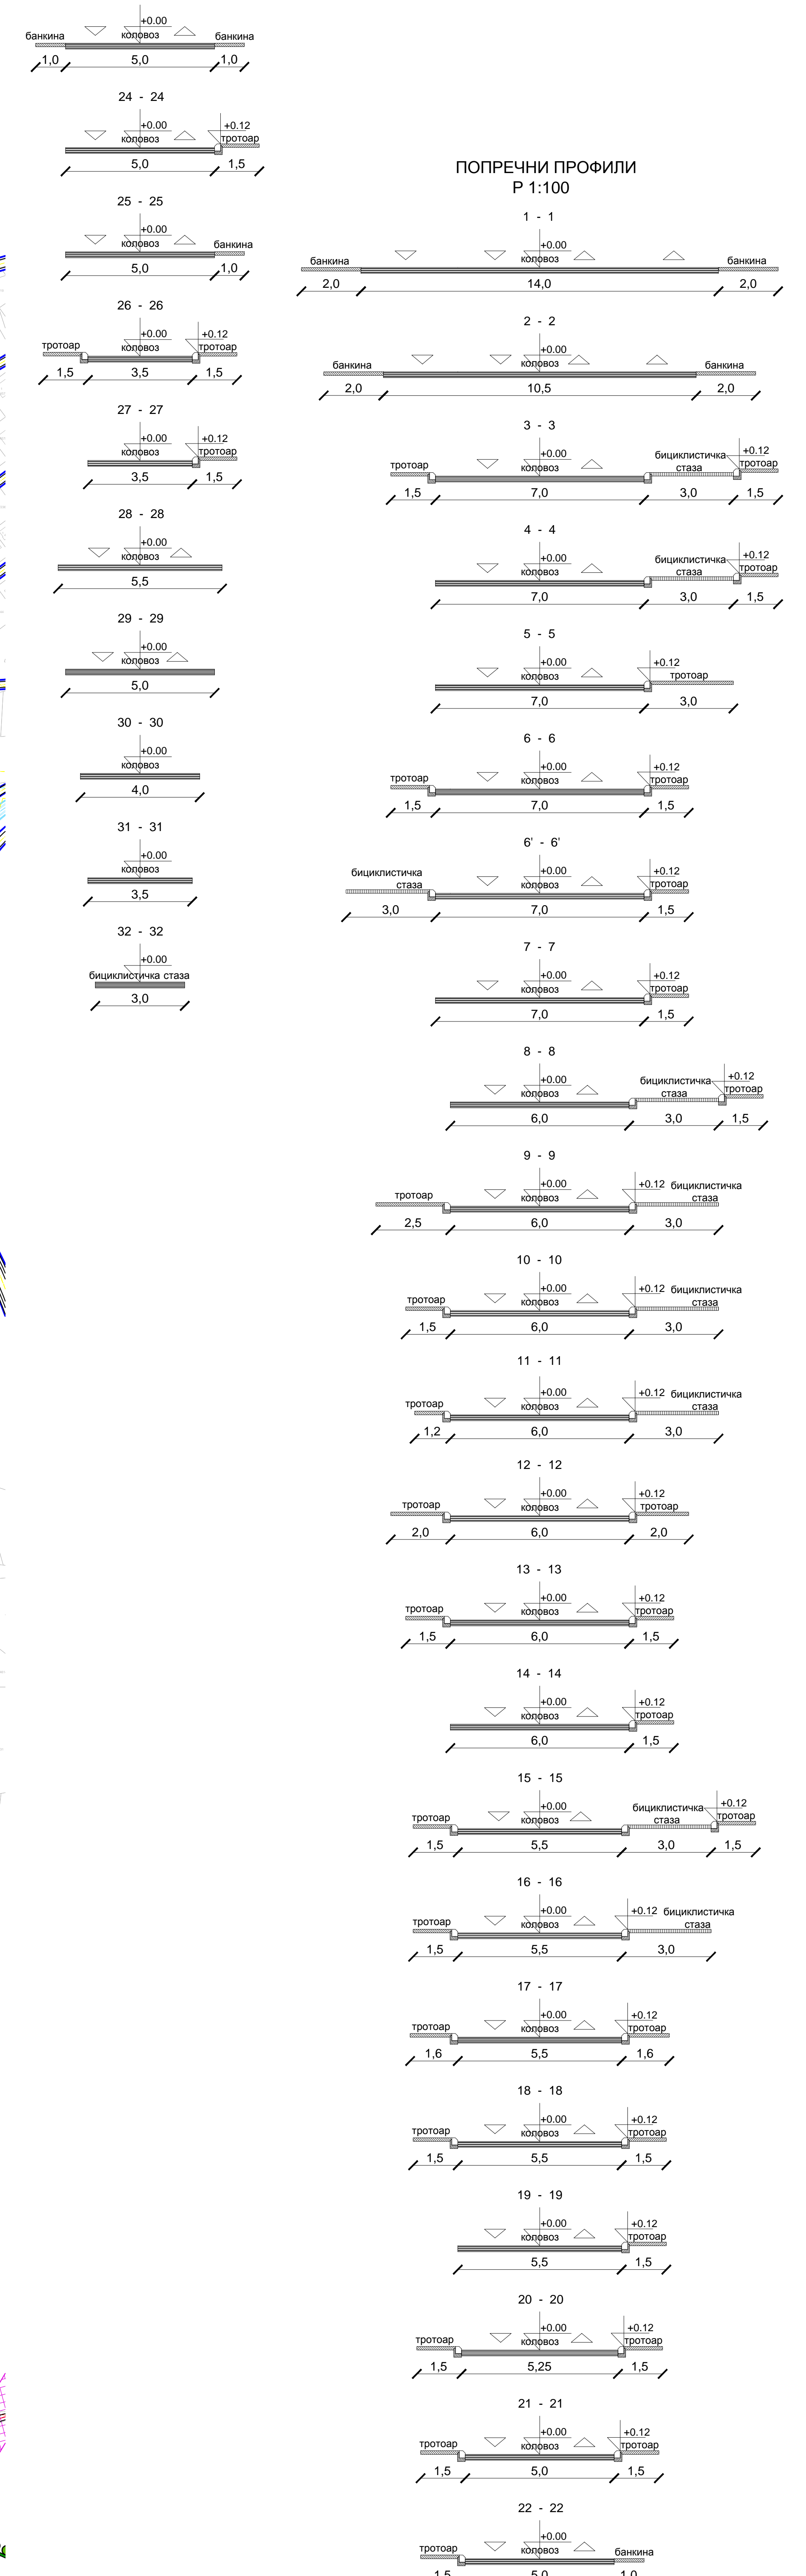 +0.00
банкина коловоз банкина
1,0 5,0 1,0
24 - 24
+0.00 +0.12
коловоз тротоар
5,0 1,5
25 - 25
+0.00
коловоз банкина
5,0 1,0
26 - 26
+0.00 +0.12
тротоар коловоз тротоар
1,5 3,5 1,5
27 - 27
+0.00 +0.12
коловоз тротоар
3,5 1,5
28 - 28
+0.00
коловоз
5,5
29 - 29
+0.00
коловоз
5,0
30 - 30
+0.00
коловоз
4,0
31 - 31
+0.00
коловоз
3,5
32 - 32
+0.00
бициклистичка стаза
3,0
ПОПРЕЧНИ ПРОФИЛИ
Р 1:100
1 - 1
+0.00
банкина коловоз банкина
2,0 14,0 2,0
2 - 2
+0.00
банкина коловоз банкина
2,0 10,5 2,0
3 - 3
+0.00 бициклистичка +0.12
тротоар коловоз стаза тротоар
1,5 7,0 3,0 1,5
4 - 4
+0.00 бициклистичка +0.12
коловоз стаза тротоар
7,0 3,0 1,5
5 - 5
+0.00 +0.12
коловоз тротоар
7,0 3,0
6 - 6
+0.00 +0.12
тротоар коловоз тротоар
1,5 7,0 1,5
6' - 6'
бициклистичка +0.00 +0.12
стаза коловоз тротоар
3,0 7,0 1,5
7 - 7
+0.00 +0.12
коловоз тротоар
7,0 1,5
8 - 8
+0.00 бициклистичка +0.12
коловоз стаза тротоар
6,0 3,0 1,5
9 - 9
+0.00 +0.12 бициклистичка
тротоар коловоз стаза
2,5 6,0 3,0
10 - 10
+0.00 +0.12 бициклистичка
тротоар коловоз стаза
1,5 6,0 3,0
11 - 11
+0.00 +0.12 бициклистичка
тротоар коловоз стаза
1,2 6,0 3,0
12 - 12
+0.00 +0.12
тротоар коловоз тротоар
2,0 6,0 2,0
13 - 13
+0.00 +0.12
тротоар коловоз тротоар
1,5 6,0 1,5
14 - 14
+0.00 +0.12
коловоз тротоар
6,0 1,5
15 - 15
+0.00 бициклистичка +0.12
тротоар коловоз стаза тротоар
1,5 5,5 3,0 1,5
16 - 16
+0.00 +0.12 бициклистичка
тротоар коловоз стаза
1,5 5,5 3,0
17 - 17
+0.00 +0.12
тротоар коловоз тротоар
1,6 5,5 1,6
18 - 18
+0.00 +0.12
тротоар коловоз тротоар
1,5 5,5 1,5
19 - 19
+0.00 +0.12
коловоз тротоар
5,5 1,5
20 - 20
+0.00 +0.12
тротоар коловоз тротоар
1,5 5,25 1,5
21 - 21
+0.00 +0.12
тротоар коловоз тротоар
1,5 5,0 1,5
22 - 22
+0.00
тротоар коловоз банкина
1,5 5,0 1,0